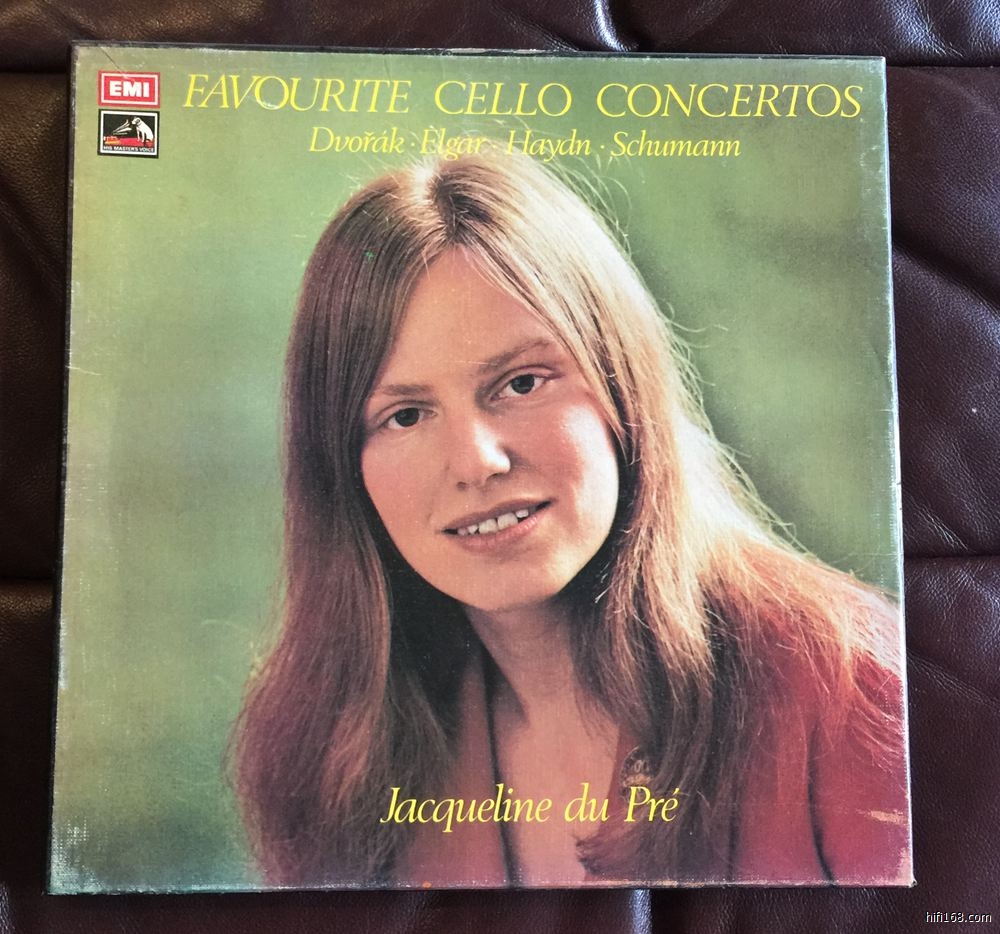 EMI
HIS MASTER'S VOICE
FAVOURITE CELLO CONCERTOS
Dvořák · Elgar · Haydn · Schumann
Jacqueline du Pré
hifi168.com